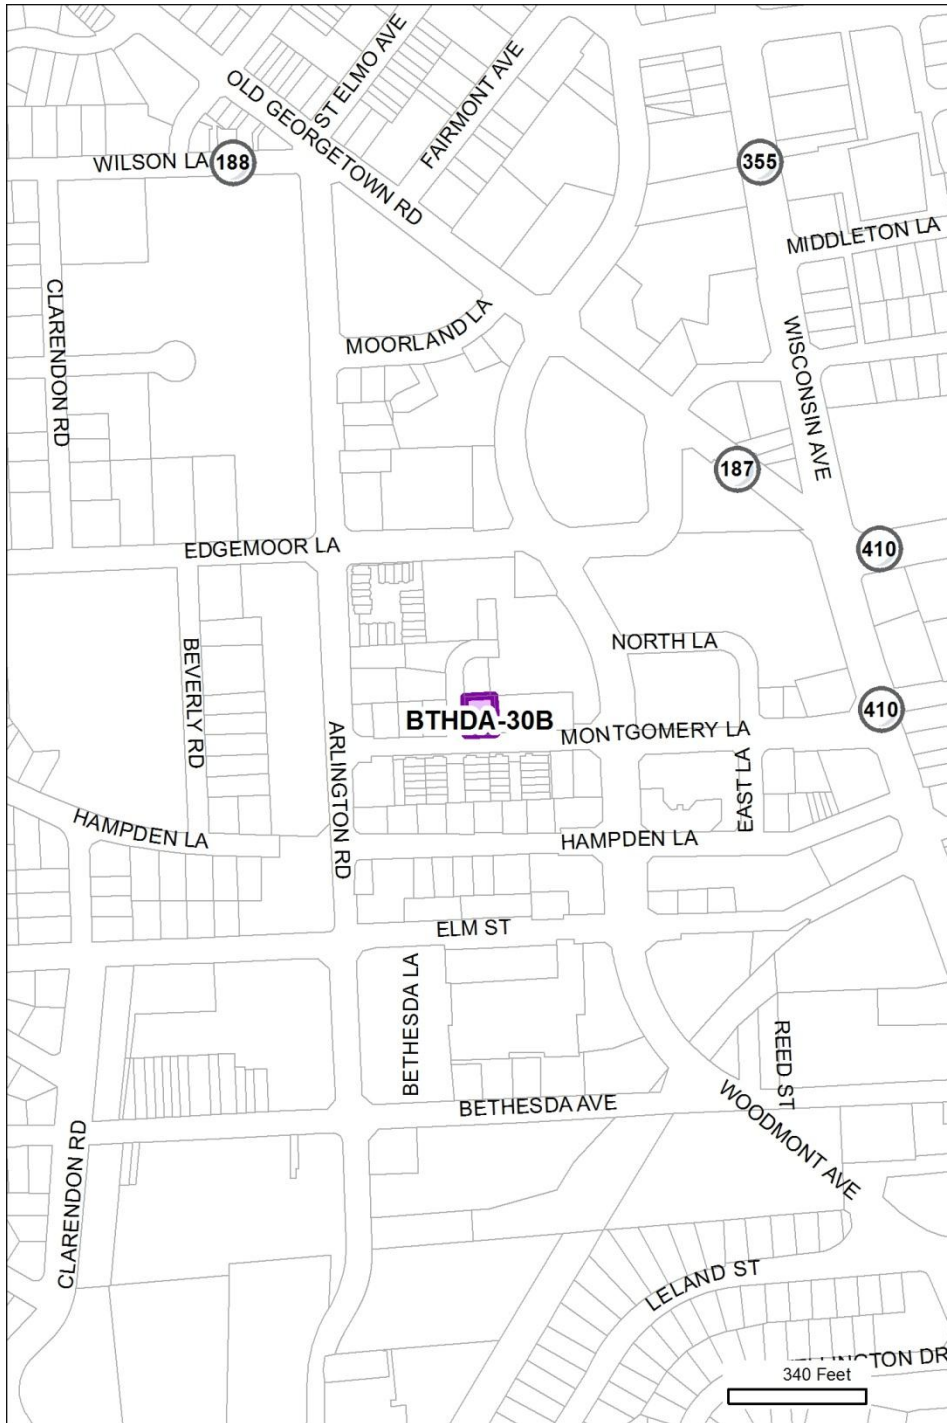 ST ELMO AVE
OLD GEORGETOWN RD
FAIRMONT AVE
WILSON LA
188
355
MIDDLETON LA
CLARENDON RD
MOORLAND LA
WISCONSIN AVE
187
EDGEMOOR LA
410
BEVERLY RD
NORTH LA
BTHDA-30B
410
MONTGOMERY LA
ARLINGTON RD
EAST LA
HAMPDEN LA
HAMPDEN LA
ELM ST
BETHESDA LA
REED ST
BETHESDA AVE
WOODMONT AVE
CLARENDON RD
LELAND ST
DR
340 Feet